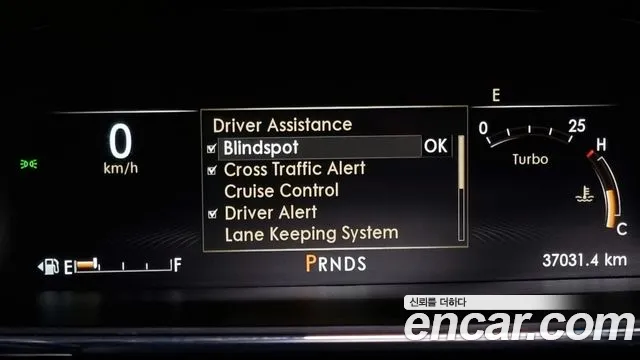 E
Driver Assistance
Blindspot OK
Cross Traffic Alert
Cruise Control
Driver Alert
Lane Keeping System
0
km/h
0 25
Turbo
H
C
E F
PRNDS
37031.4 km
신뢰를 더하다
encar.com